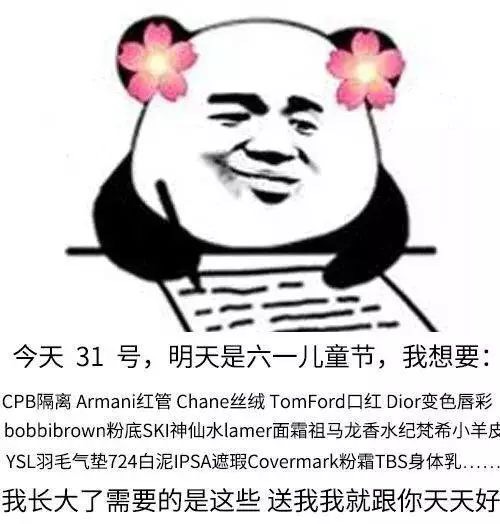 今天 31 号，明天是六一儿童节，我想要：
CPB隔离 Armani红管 Chane丝绒 TomFord口红 Dior变色唇彩
bobbibrown粉底SKI神仙水lamer面霜祖马龙香水纪梵希小羊皮
YSL羽毛气垫724白泥IPSA遮瑕Covermark粉霜TBS身体乳……
我长大了需要的是这些 送我我就跟你天天好